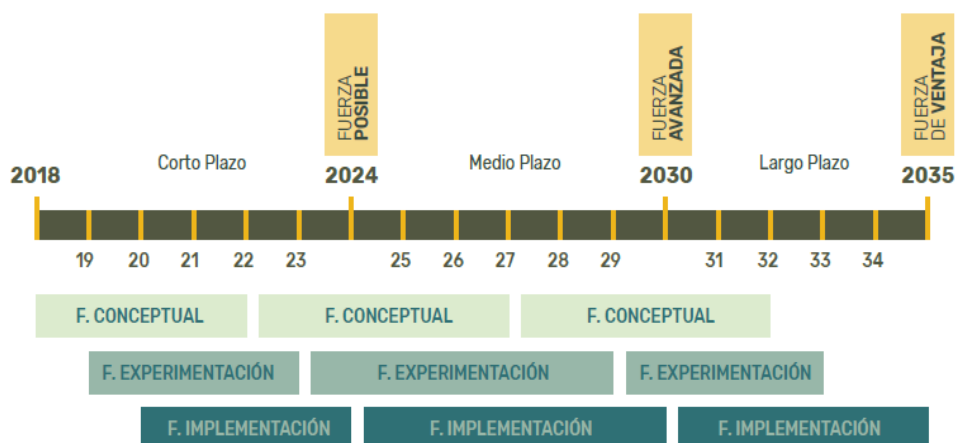 FUERZA
POSIBLE
FUERZA
AVANZADA
FUERZA
DE VENTAJA
Corto Plazo
Medio Plazo
Largo Plazo
2018
2024
2030
2035
19 20 21 22 23 25 26 27 28 29 31 32 33 34
F. CONCEPTUAL F. CONCEPTUAL F. CONCEPTUAL
F. EXPERIMENTACIÓN F. EXPERIMENTACIÓN F. EXPERIMENTACIÓN
F. IMPLEMENTACIÓN F. IMPLEMENTACIÓN F. IMPLEMENTACIÓN